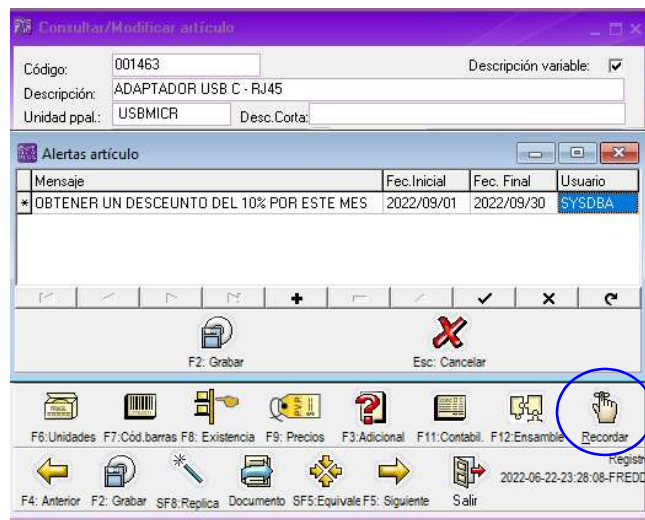 Consultar/Modificar artículo
Código: 001463 Descripción variable:
Descripción: ADAPTADOR USB C - RJ45
Unidad ppal.: USBMICR Desc.Corta:
Alertas artículo
Mensaje Fec.Inicial Fec. Final Usuario
* OBTENER UN DESCEUNTO DEL 10% POR ESTE MES 2022/09/01 2022/09/30 SYSDBA
F2: Grabar Esc: Cancelar
PVP
F6:Unidades F7:Cód.barras F8: Existencia F9: Precios F3:Adicional F11:Contabil. F12:Ensamble Recordar
Registr
2022-06-22-23:28:08-FREDD
F4: Anterior F2: Grabar SF8:Replica Documento SF5:Equivale F5: Siguiente Salir